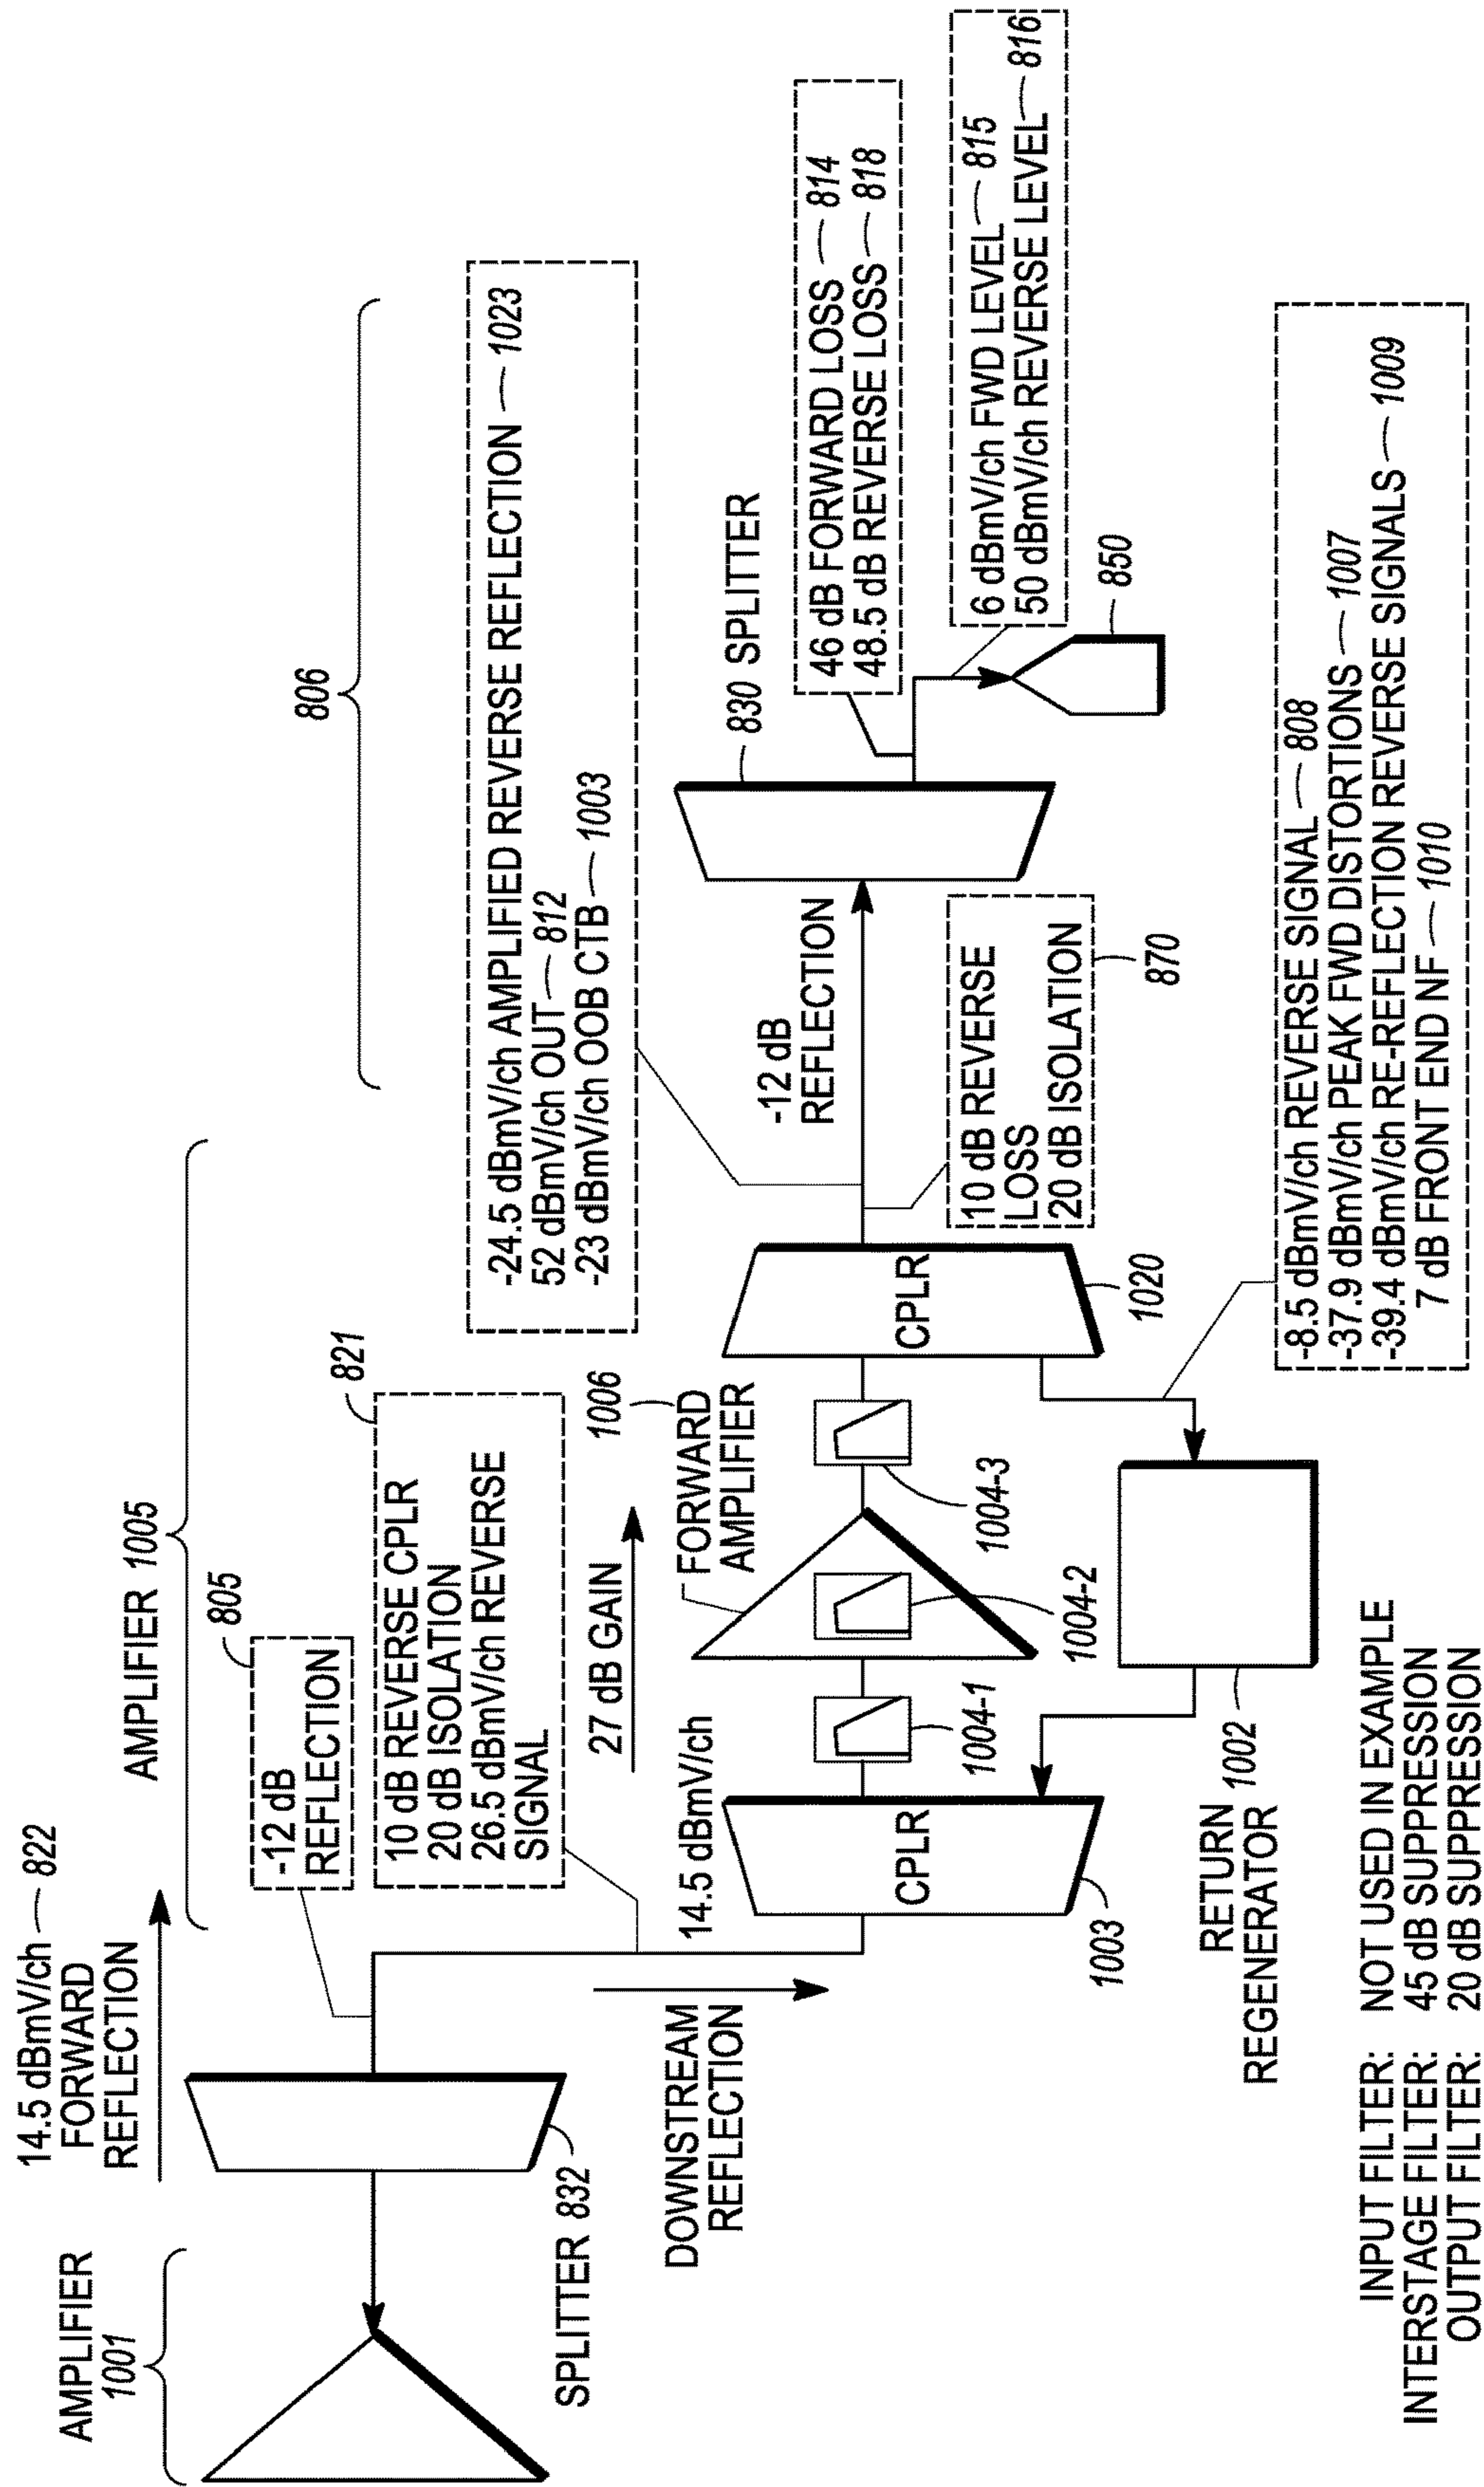 AMPLIFIER
1001
14.5 dBmV/ch 822
FORWARD
REFLECTION
SPLITTER 832
AMPLIFIER 1005
805
-12 dB
REFLECTION
821
10 dB REVERSE CPLR
20 dB ISOLATION
26.5 dBmV/ch REVERSE
SIGNAL
DOWNSTREAM
REFLECTION
27 dB GAIN
14.5 dBmV/ch
1006
FORWARD
AMPLIFIER
CPLR
1003
1004-1
1004-2
1004-3
CPLR
1020
RETURN
REGENERATOR
1002
806
-24.5 dBmV/ch AMPLIFIED REVERSE REFLECTION 1023
52 dBmV/ch OUT 812
-23 dBmV/ch OOB CTB 1003
-12 dB
REFLECTION
10 dB REVERSE
LOSS
20 dB ISOLATION
870
830 SPLITTER
46 dB FORWARD LOSS 814
48.5 dB REVERSE LOSS 818
6 dBmV/ch FWD LEVEL 815
50 dBmV/ch REVERSE LEVEL 816
850
-8.5 dBmV/ch REVERSE SIGNAL 808
-37.9 dBmV/ch PEAK FWD DISTORTIONS 1007
-39.4 dBmV/ch RE-REFLECTION REVERSE SIGNALS 1009
7 dB FRONT END NF 1010
INPUT FILTER: NOT USED IN EXAMPLE
INTERSTAGE FILTER: 45 dB SUPPRESSION
OUTPUT FILTER: 20 dB SUPPRESSION